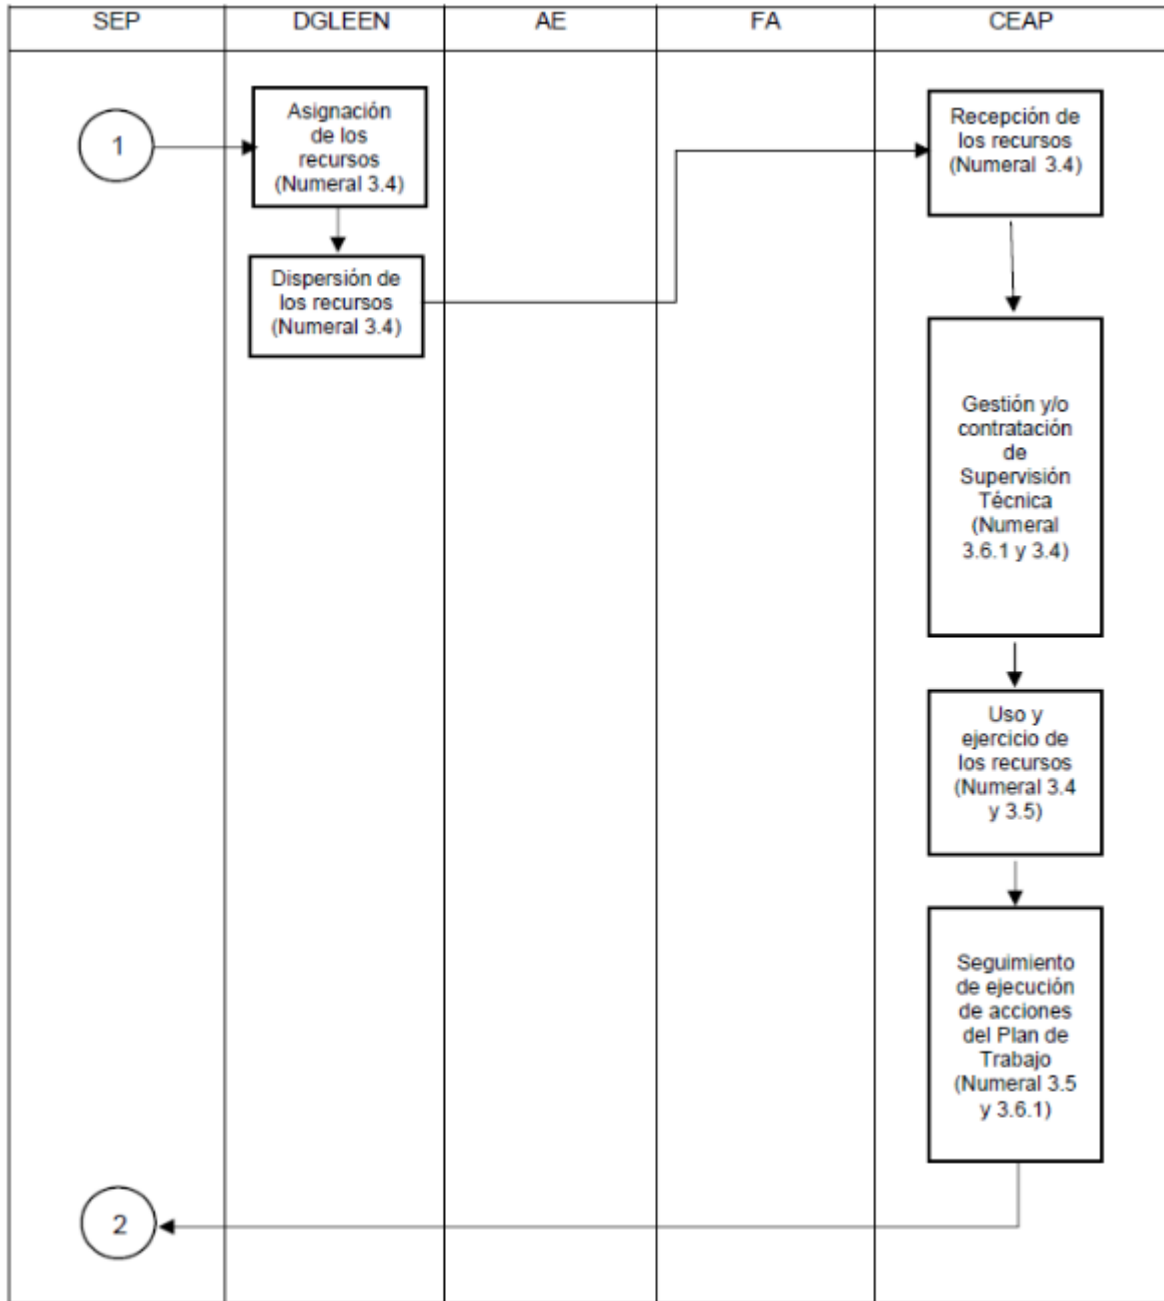 SEP
DGLEEN
AE
FA
CEAP
1
Asignación
de los
recursos
(Numeral 3.4)
Dispersión de
los recursos
(Numeral 3.4)
Recepción de
los recursos
(Numeral 3.4)
Gestión y/o
contratación
de
Supervisión
Técnica
(Numeral
3.6.1 y 3.4)
Uso y
ejercicio de
los recursos
(Numeral 3.4
y 3.5)
Seguimiento
de ejecución
de acciones
del Plan de
Trabajo
(Numeral 3.5
y 3.6.1)
2